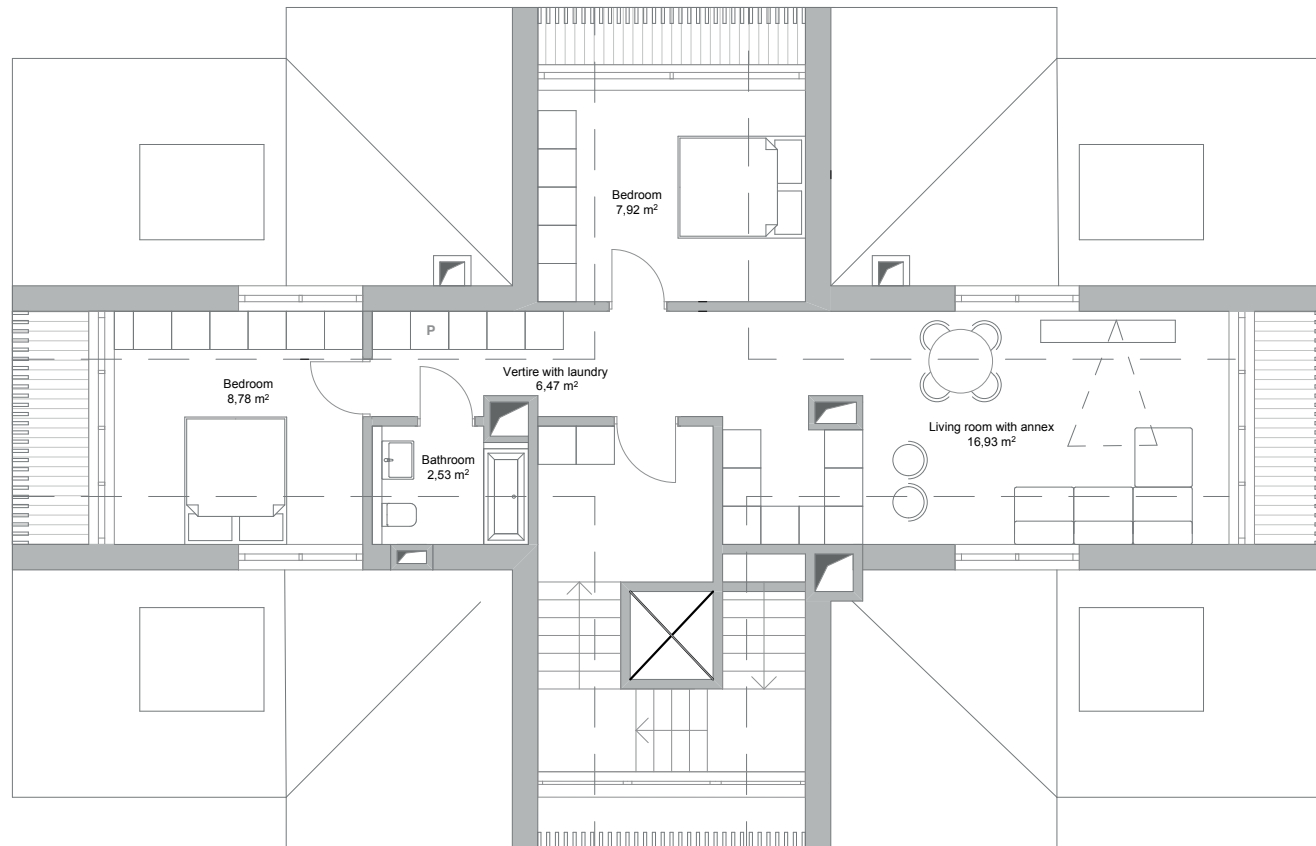 Bedroom
7,92 m²
P
Vertire with laundry
6,47 m²
Bedroom
8,78 m²
Living room with annex
16,93 m²
Bathroom
2,53 m²